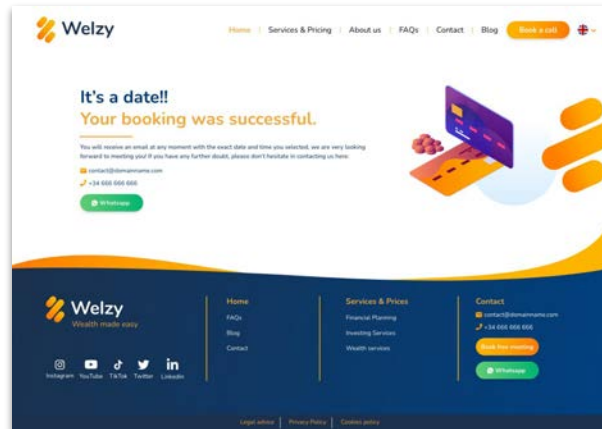 Welzy
Home | Services & Pricing | About us | FAQs | Contact | Blog Book a call
It's a date!!
Your booking was successful.
You will receive an email at any moment with the exact date and time you selected, we are very looking
forward to meeting you! If you have any further doubt, please don't hesitate in contacting us here:
contact@domainname.com
+34 666 666 666
Whatsapp
Welzy
Wealth made easy
Instagram YouTube TikTok Twitter Linkedin
Home
FAQs
Blog
Contact
Services & Prices
Financial Planning
Investing Services
Wealth services
Contact
contact@domainname.com
+34 666 666 666
Book free meeting
Whatsapp
Legal advice | Privacy Policy | Cookies policy